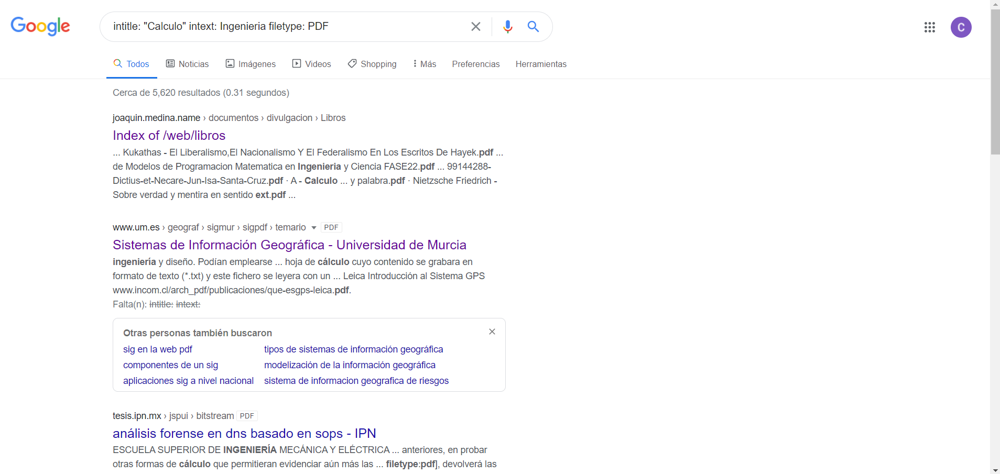 Google
intitle: "Calculo" intext: Ingenieria filetype: PDF
C
Todos Noticias Imágenes Videos Shopping Más Preferencias Herramientas
Cerca de 5,620 resultados (0.31 segundos)
joaquin.medina.name › documentos › divulgacion › Libros
Index of /web/libros
... Kukathas - El Liberalismo,El Nacionalismo Y El Federalismo En Los Escritos De Hayek.pdf ...
de Modelos de Programacion Matematica en Ingenieria y Ciencia FASE22.pdf ... 99144288-
Dictius-et-Necare-Jun-Isa-Santa-Cruz.pdf · A - Calculo ... y palabra.pdf · Nietzsche Friedrich -
Sobre verdad y mentira en sentido ext.pdf ...
www.um.es › geograf › sigmur › sigpdf › temario PDF
Sistemas de Información Geográfica - Universidad de Murcia
ingeniería y diseño. Podían emplearse ... hoja de cálculo cuyo contenido se grabara en
formato de texto (*.txt) y este fichero se leyera con un ... Leica Introducción al Sistema GPS
www.incom.cl/arch_pdf/publicaciones/que-esgps-leica.pdf.
Falta(n): intitle: intext:
Otras personas también buscaron
sig en la web pdf tipos de sistemas de información geográfica
componentes de un sig modelización de la información geográfica
aplicaciones sig a nivel nacional sistema de informacion geografica de riesgos
tesis.ipn.mx › jspui › bitstream PDF
análisis forense en dns basado en sops - IPN
ESCUELA SUPERIOR DE INGENIERÍA MECÁNICA Y ELÉCTRICA ... anteriores, en probar
otras formas de cálculo que permitieran evidenciar aún más las ... filetype:pdf], devolverá las